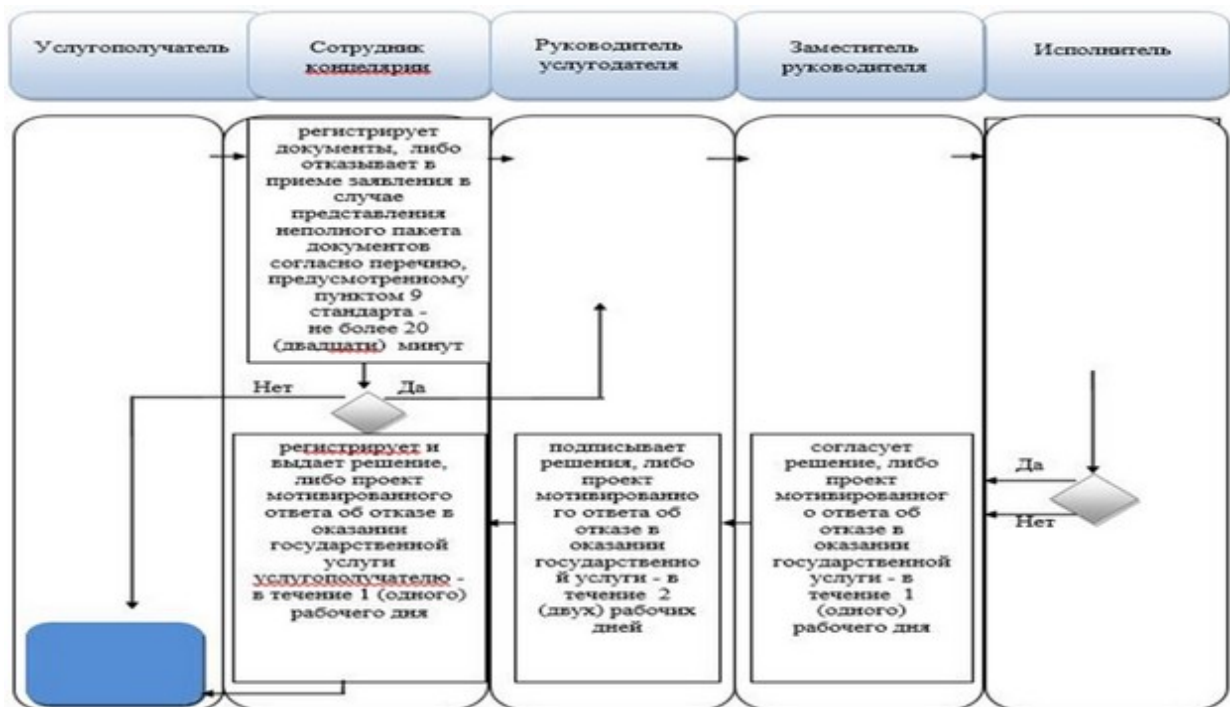 Услугополучатель
Сотрудник
концелярии
Руководитель
услугодателя
Заместитель
руководителя
Исполнитель
регистрирует
документы, либо
отказывает в
приеме заявления в
случае
представления
неполного пакета
документов
согласно перечню,
предусмотренному
пунктом 9
стандарта -
не более 20
(двадцати) минут
Нет
Да
регистрирует и
выдает решение,
либо проект
мотивированного
ответа об отказе в
оказании
государственной
услуги
услугополучателю -
в течение 1 (одного)
рабочего дня
подписывает
решения, либо
проект
мотивированно
го ответа об
отказе в
оказании
государственно
й услуги - в
течение 2
(двух) рабочих
дней
согласует
решение, либо
проект
мотивированног
о ответа об
отказе в
оказании
государственной
услуги - в
течение 1
(одного)
рабочего дня
Да
Нет